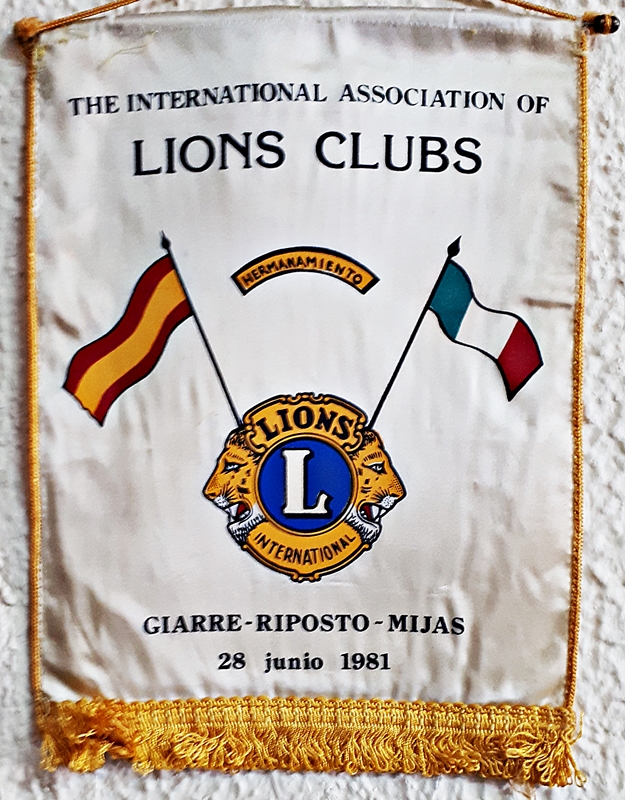 THE INTERNATIONAL ASSOCIATION OF
LIONS CLUBS
HERMANAMIENTO
LIONS
L
INTERNATIONAL
GIARRE-RIPOSTO-MIJAS
28 junio 1981